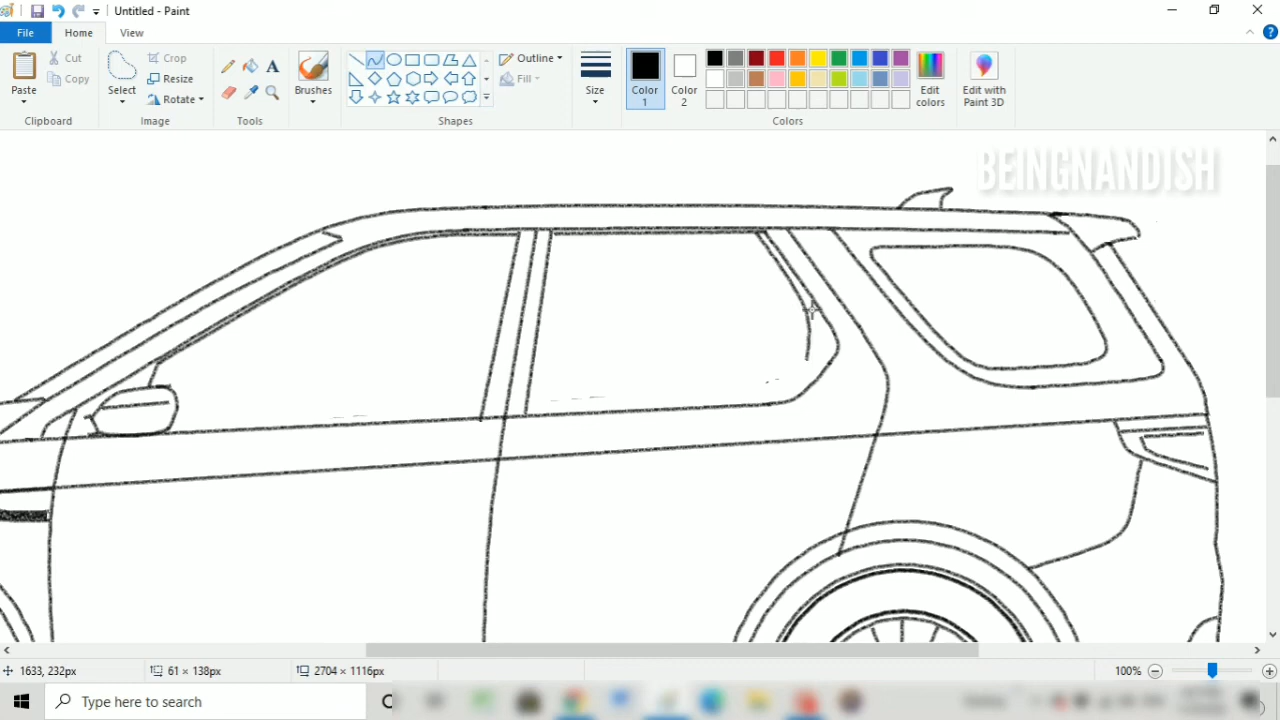 Untitled - Paint
File
Home
View
Paste
Cut
Copy
Clipboard
Select
Crop
Resize
Rotate
Image
A
Tools
Brushes
Outline
Fill
Shapes
Size
Color 1
Color 2
Edit colors
Edit with Paint 3D
Colors
BEINGNANDISH
1633, 232px
61 × 138px
2704 × 1116px
100%
Type here to search